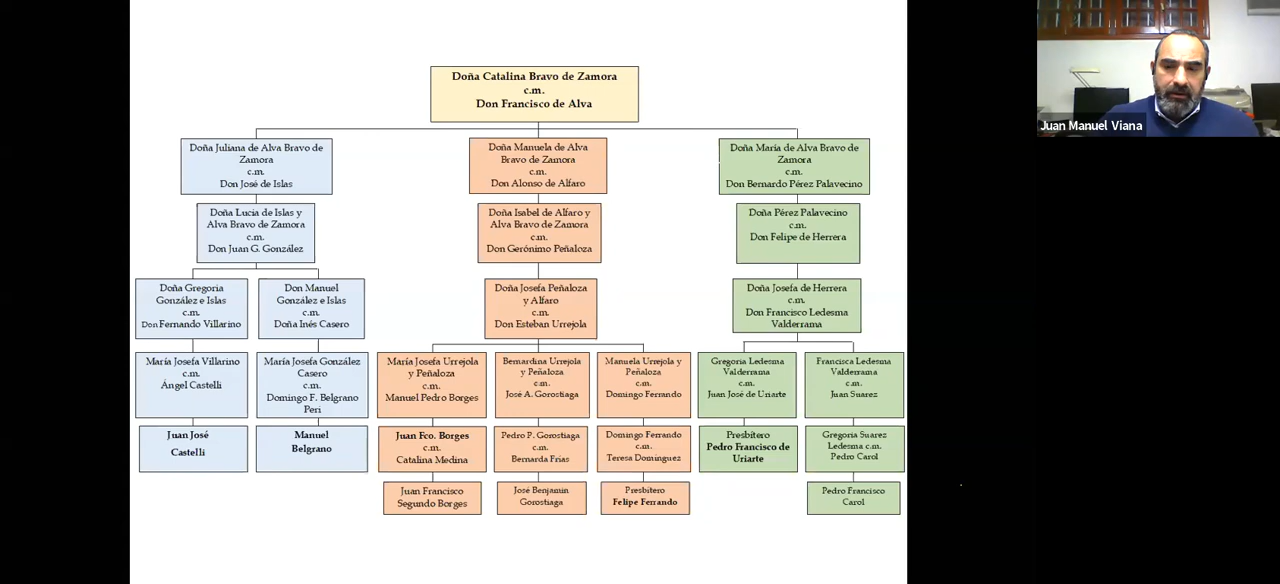 Doña Catalina Bravo de Zamora
c.m.
Don Francisco de Alva
Doña Juliana de Alva Bravo de
Zamora
c.m.
Don José de Islas
Doña Manuela de Alva
Bravo de Zamora
c.m.
Don Alonso de Alfaro
Doña María de Alva Bravo de
Zamora
c.m.
Don Bernardo Pérez Palavecino
Doña Lucia de Islas y
Alva Bravo de Zamora
c.m.
Don Juan G. González
Doña Isabel de Alfaro y
Alva Bravo de Zamora
c.m.
Don Gerónimo Peñaloza
Doña Pérez Palavecino
c.m.
Don Felipe de Herrera
Doña Gregoria
González e Islas
c.m.
Don Fernando Villarino
Don Manuel
González e Islas
c.m.
Doña Inés Casero
Doña Josefa Peñaloza
y Alfaro
c.m.
Don Esteban Urrejola
Doña Josefa de Herrera
c.m.
Don Francisco Ledesma
Valderrama
María Josefa Villarino
c.m.
Ángel Castelli
María Josefa González
Casero
c.m.
Domingo F. Belgrano
Peri
María Josefa Urrejola
y Peñaloza
c.m.
Manuel Pedro Borges
Bernardina Urrejola
y Peñaloza
c.m.
José A. Gorostiaga
Manuela Urrejola y
Peñaloza
c.m.
Domingo Ferrando
Gregoria Ledesma
Valderrama
c.m.
Juan José de Uriarte
Francisca Ledesma
Valderrama
c.m.
Juan Suarez
Juan José
Castelli
Manuel
Belgrano
Juan Fco. Borges
c.m.
Catalina Medina
Pedro P. Gorostiaga
c.m.
Bernarda Frías
Domingo Ferrando
c.m.
Teresa Dominguez
Presbítero
Pedro Francisco de
Uriarte
Gregoria Suarez
Ledesma c.m.
Pedro Carol
Juan Francisco
Segundo Borges
José Benjamin
Gorostiaga
Presbítero
Felipe Ferrando
Pedro Francisco
Carol
Juan Manuel Viana